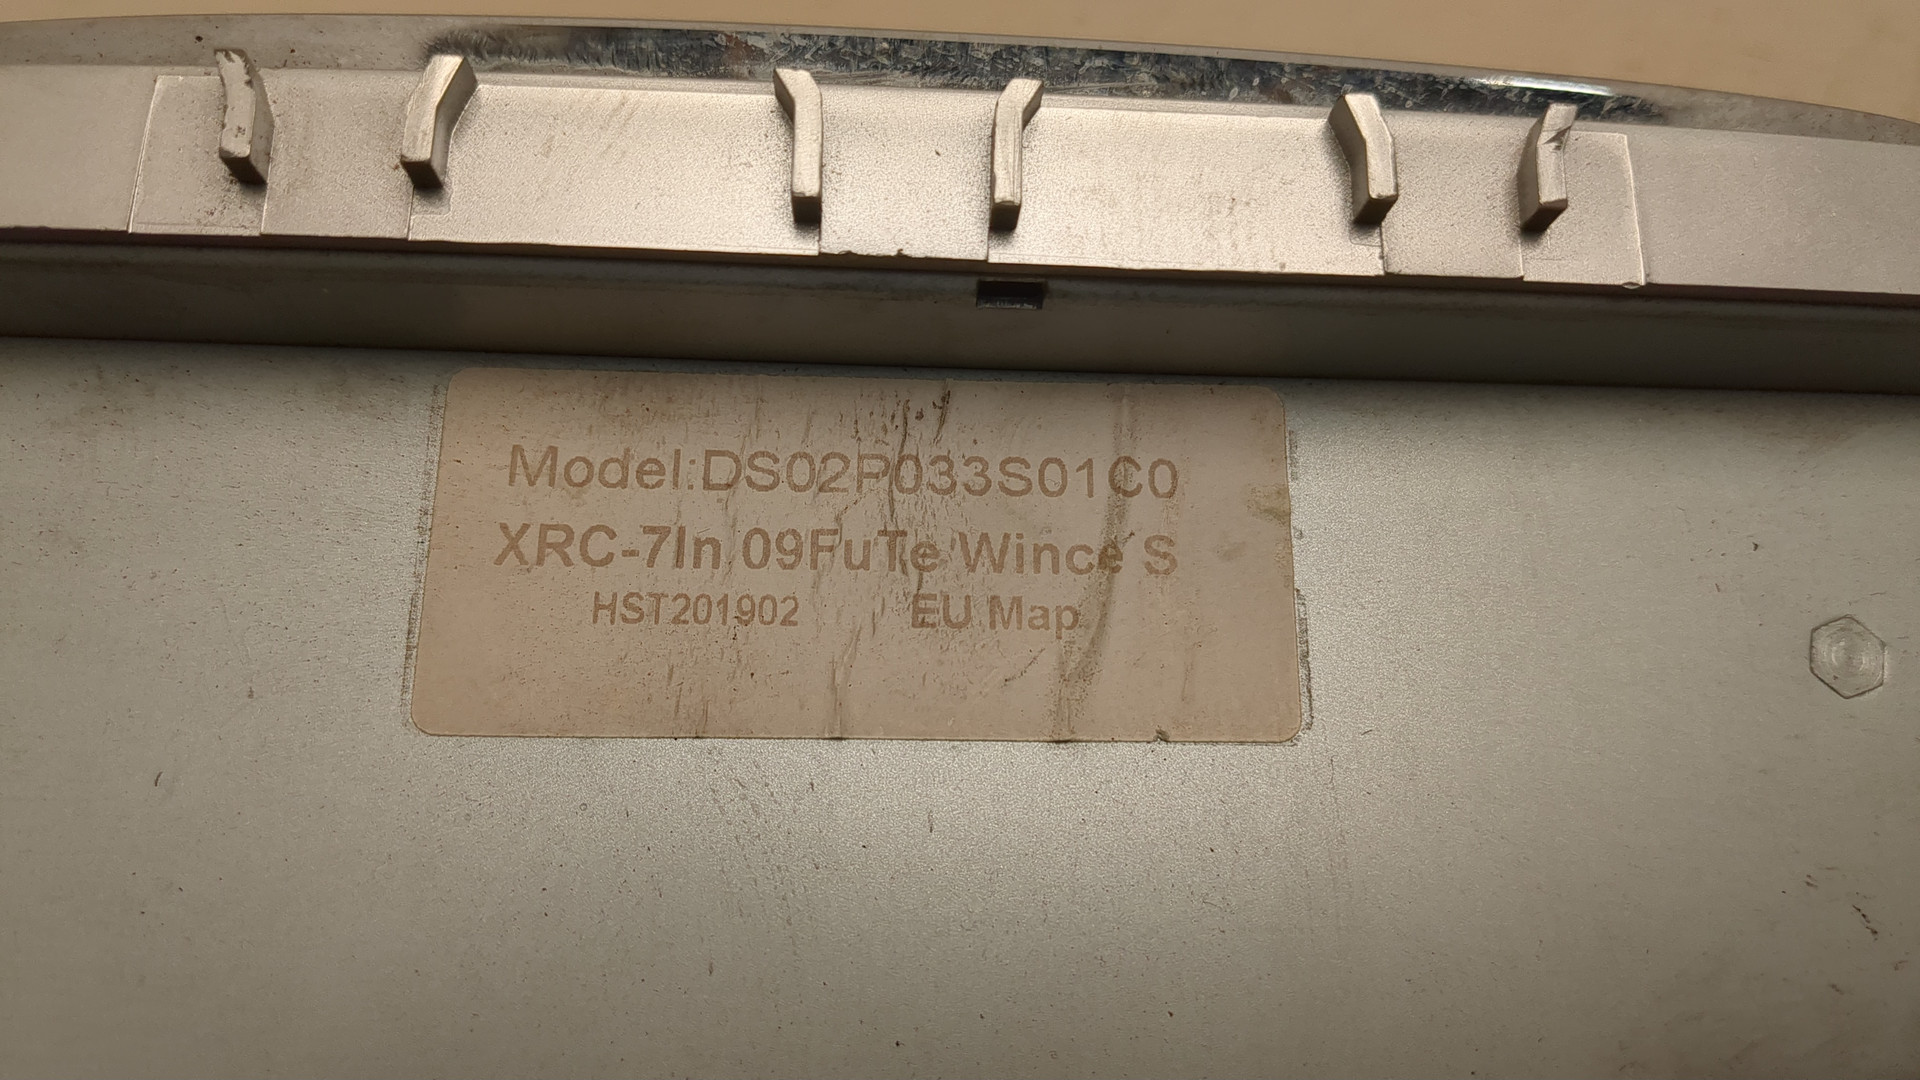 Model:DS02P033S01C0
XRC-7In 09FuTe Wince S
HST201902 EU Map